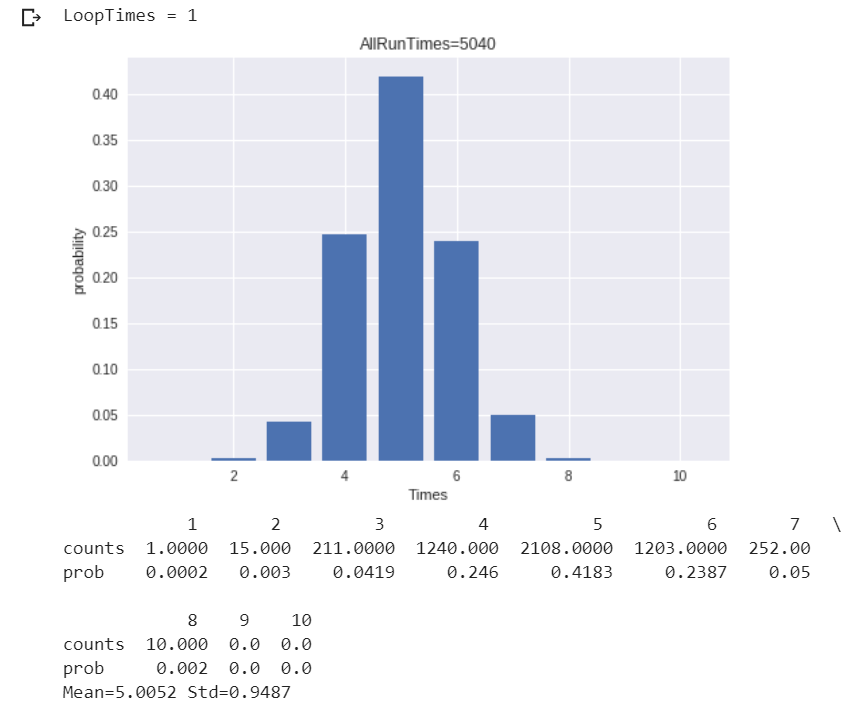 LoopTimes = 1
AllRunTimes=5040
0.40
0.35
0.30
0.25
0.20
0.15
0.10
0.05
0.00
probability
2 4 6 8 10
Times
1 2 3 4 5 6 7 \
counts 1.0000 15.000 211.0000 1240.000 2108.0000 1203.0000 252.00
prob 0.0002 0.003 0.0419 0.246 0.4183 0.2387 0.05
8 9 10
counts 10.000 0.0 0.0
prob 0.002 0.0 0.0
Mean=5.0052 Std=0.9487